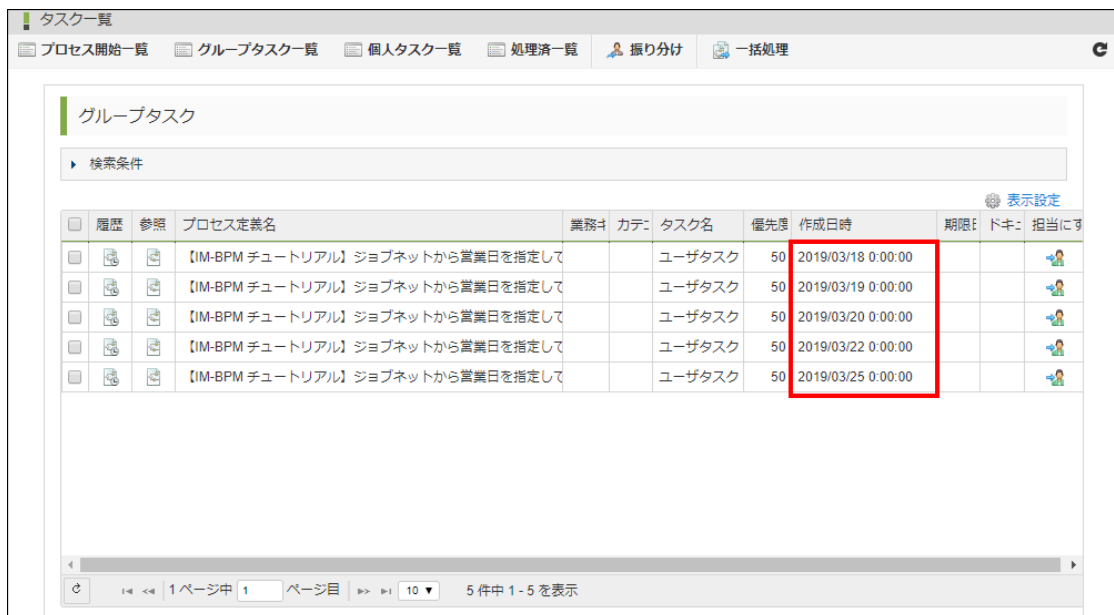 タスク一覧
プロセス開始一覧 グループタスク一覧 個人タスク一覧 処理済一覧 振り分け 一括処理
グループタスク
検索条件
表示設定
履歴 参照 プロセス定義名 業務キ カテゴ タスク名 優先度 作成日時 期限日 ドキュ 担当にす
【IM-BPM チュートリアル】ジョブネットから営業日を指定して ユーザタスク 50 2019/03/18 0:00:00
【IM-BPM チュートリアル】ジョブネットから営業日を指定して ユーザタスク 50 2019/03/19 0:00:00
【IM-BPM チュートリアル】ジョブネットから営業日を指定して ユーザタスク 50 2019/03/20 0:00:00
【IM-BPM チュートリアル】ジョブネットから営業日を指定して ユーザタスク 50 2019/03/22 0:00:00
【IM-BPM チュートリアル】ジョブネットから営業日を指定して ユーザタスク 50 2019/03/25 0:00:00
1 ページ中 1 ページ目 10 5 件中 1 - 5 を表示